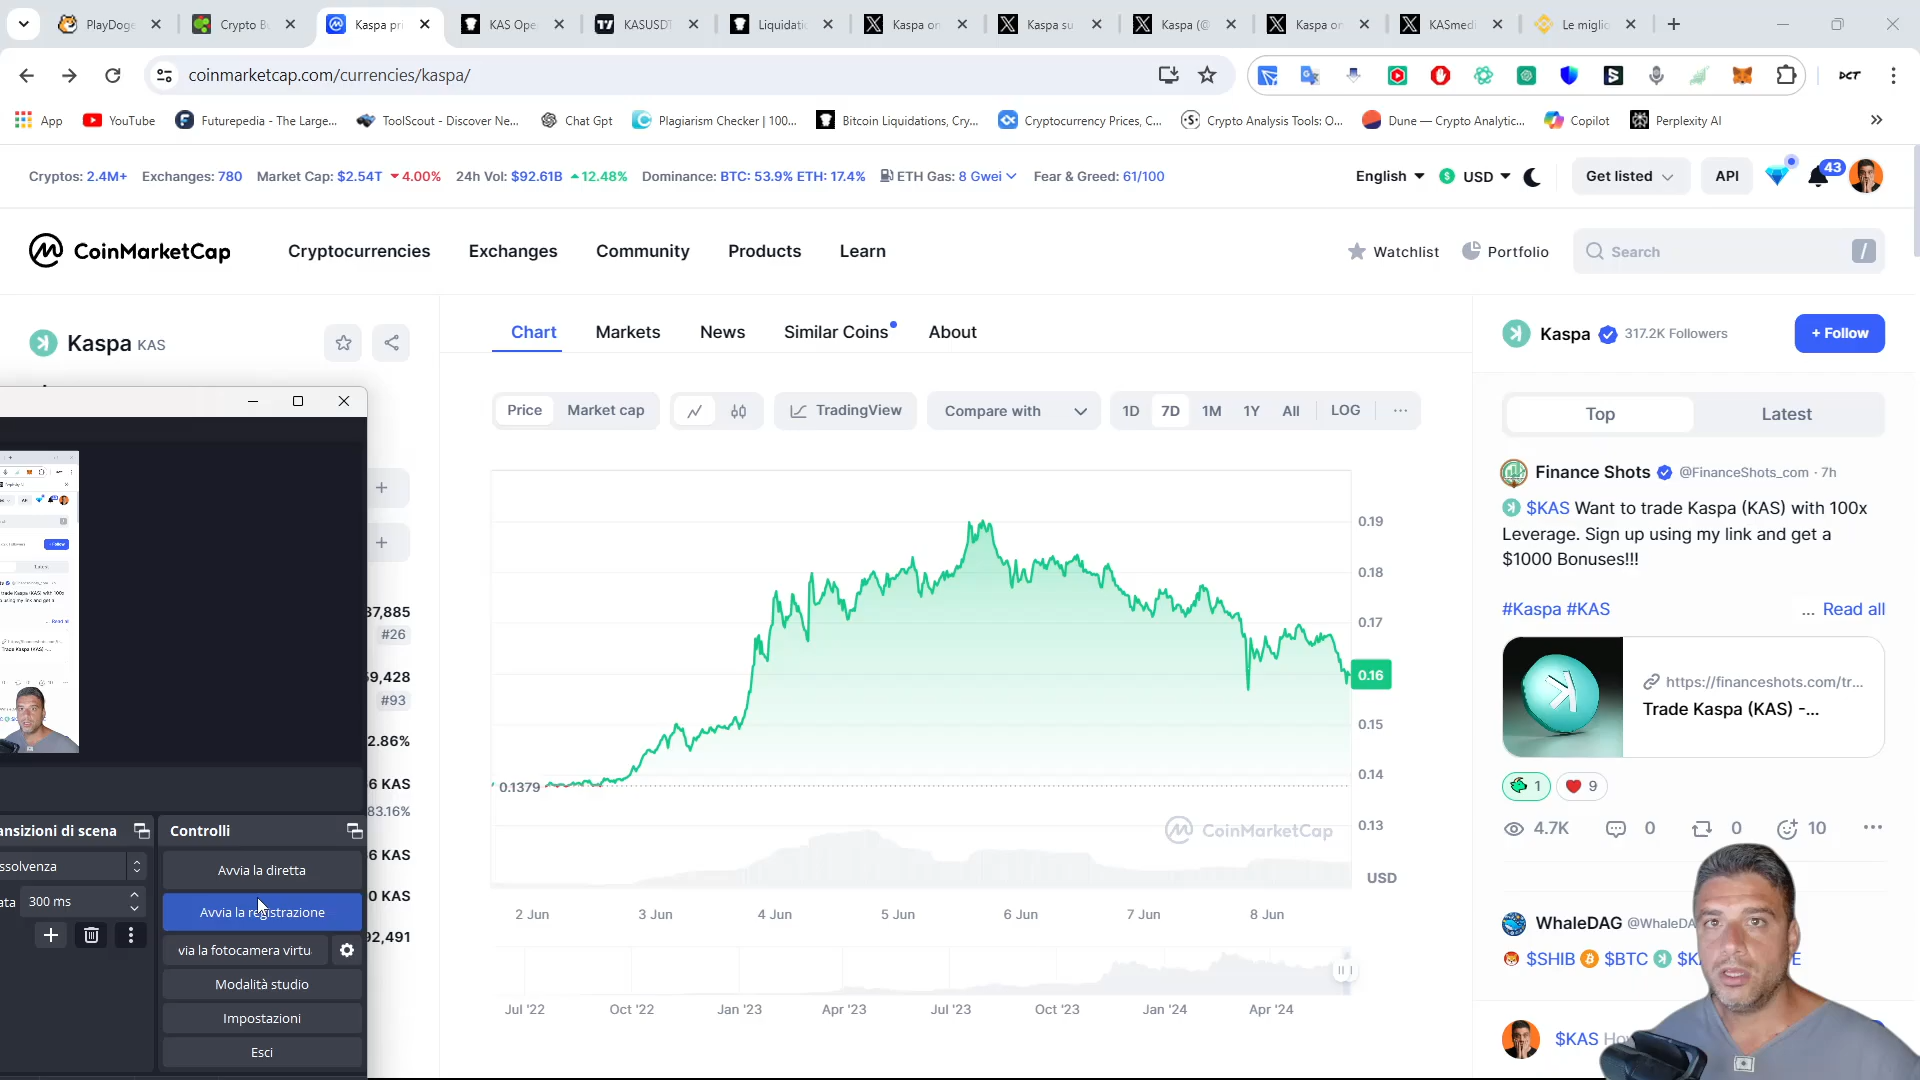 PlayDoge
Crypto B
Kaspa pri
KAS Ope
KASUSDT
Liquidati
Kaspa on
Kaspa su
Kaspa (@
Kaspa on
KASmedi
Le miglio
coinmarketcap.com/currencies/kaspa/
App
YouTube
Futurepedia - The Large...
ToolScout - Discover Ne...
Chat Gpt
Plagiarism Checker | 100...
Bitcoin Liquidations, Cry...
Cryptocurrency Prices, C...
Crypto Analysis Tools: O...
Dune — Crypto Analytic...
Copilot
Perplexity AI
Cryptos: 2.4M+ Exchanges: 780 Market Cap: $2.54T 4.00% 24h Vol: $92.61B 12.48% Dominance: BTC: 53.9% ETH: 17.4% ETH Gas: 8 Gwei Fear & Greed: 61/100
English
USD
Get listed
API
43
CoinMarketCap
Cryptocurrencies
Exchanges
Community
Products
Learn
Watchlist
Portfolio
Search
/
Kaspa KAS
Chart
Markets
News
Similar Coins
About
Kaspa 317.2K Followers
+ Follow
Price
Market cap
TradingView
Compare with
1D
7D
1M
1Y
All
LOG
Top
Latest
Finance Shots @FinanceShots_com · 7h
$KAS Want to trade Kaspa (KAS) with 100x
Leverage. Sign up using my link and get a
$1000 Bonuses!!!
#Kaspa #KAS
... Read all
https://financeshots.com/tr...
Trade Kaspa (KAS) -...
1
9
4.7K
0
0
10
WhaleDAG @WhaleDA
$SHIB $BTC $KA
E
$KAS Ho
37,885
#26
59,428
#93
2.86%
6 KAS
83.16%
6 KAS
0 KAS
92,491
0.19
0.18
0.17
0.16
0.15
0.14
0.13
0.1379
CoinMarketCap
USD
2 Jun
3 Jun
4 Jun
5 Jun
6 Jun
7 Jun
8 Jun
Jul '22
Oct '22
Jan '23
Apr '23
Jul '23
Oct '23
Jan '24
Apr '24
ansizioni di scena
Controlli
ssolvenza
ata 300 ms
Avvia la diretta
Avvia la registrazione
via la fotocamera virtu
Modalità studio
Impostazioni
Esci